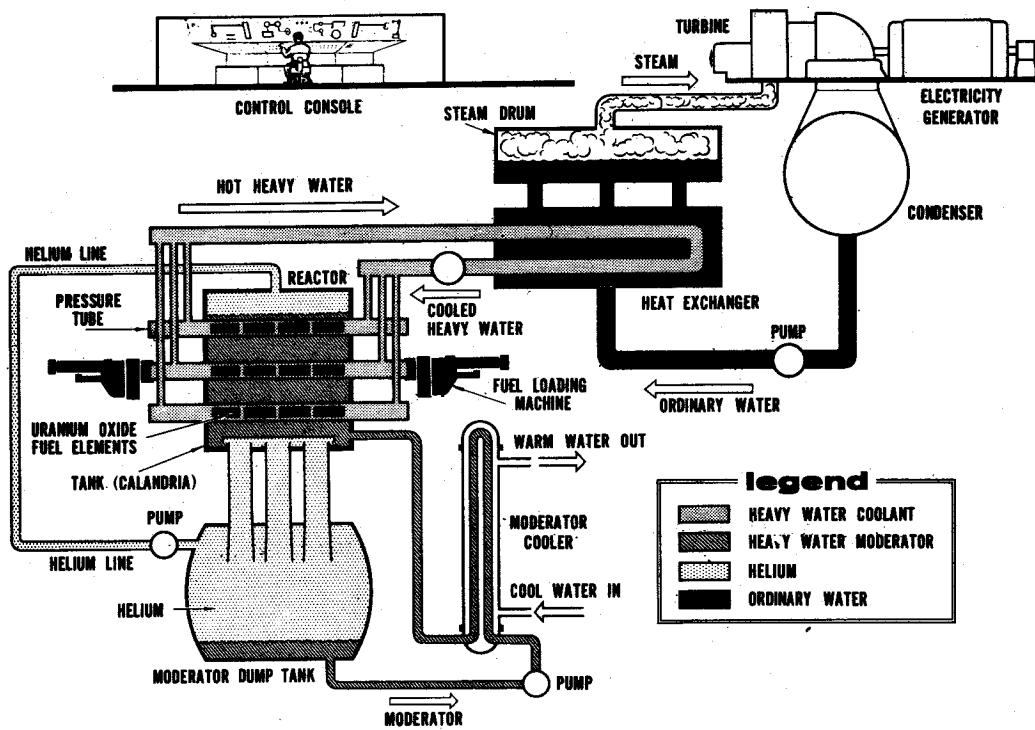 TURBINE
STEAM
CONTROL CONSOLE
STEAM DRUM
ELECTRICITY
GENERATOR
HOT HEAVY WATER
CONDENSER
HELIUM LINE
REACTOR
PRESSURE
TUBE
COOLED
HEAVY WATER
HEAT EXCHANGER
PUMP
FUEL LOADING
MACHINE
ORDINARY WATER
URANIUM OXIDE
FUEL ELEMENTS
WARM WATER OUT
TANK (CALANDRIA)
legend
PUMP
HEAVY WATER COOLANT
MODERATOR
COOLER
HEAVY WATER MODERATOR
HELIUM LINE
HELIUM
HELIUM
COOL WATER IN
ORDINARY WATER
MODERATOR DUMP TANK
PUMP
MODERATOR